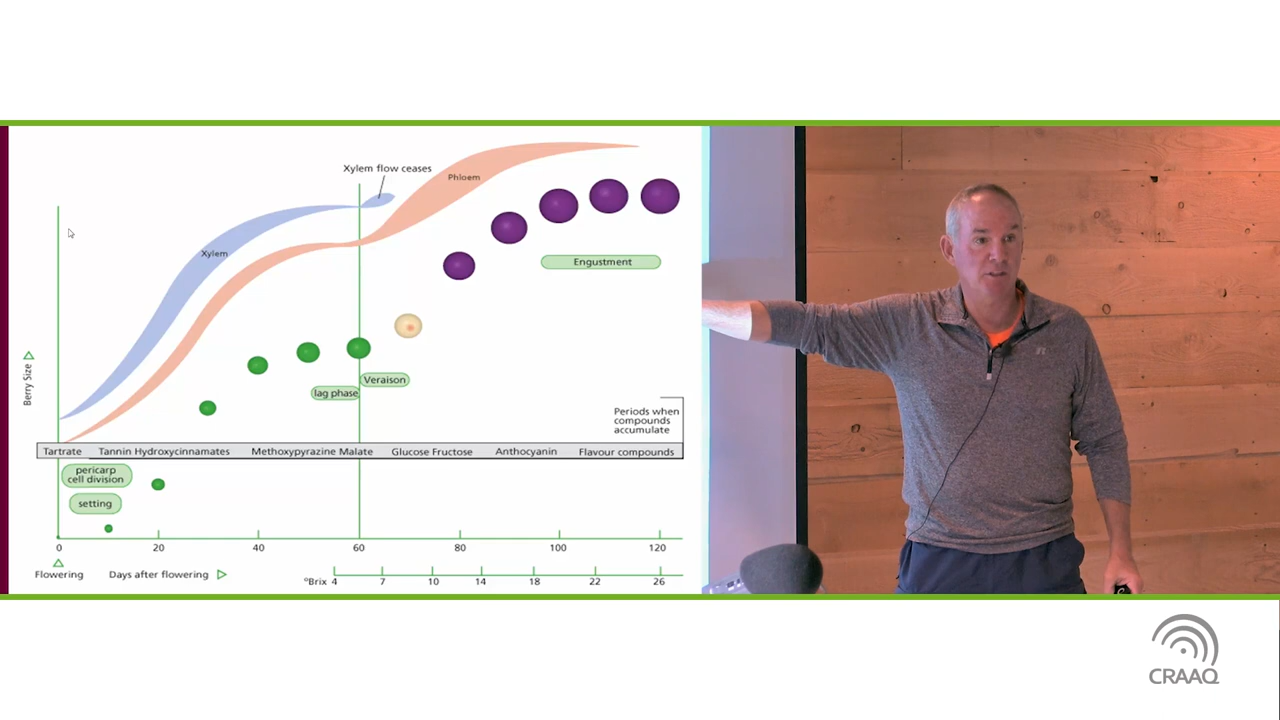 Xylem flow ceases
Phloem
Xylem
Engustment
Berry Size
Veraison
lag phase
Periods when
compounds
accumulate
Tartrate Tannin Hydroxycinnamates Methoxypyrazine Malate Glucose Fructose Anthocyanin Flavour compounds
pericarp
cell division
setting
0 20 40 60 80 100 120
Flowering Days after flowering
°Brix 4 7 10 14 18 22 26
CRAAQ